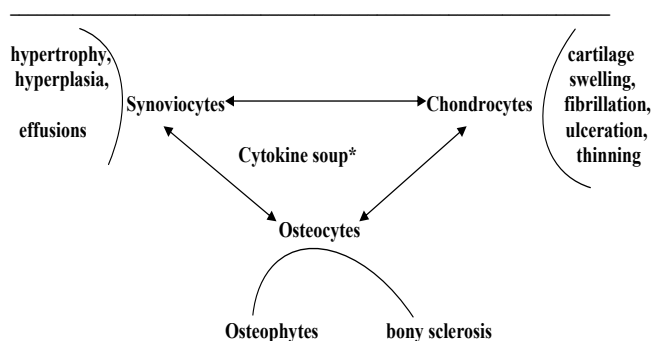 hypertrophy,
hyperplasia,
effusions
Synoviocytes
Chondrocytes
cartilage
swelling,
fibrillation,
ulceration,
thinning
Cytokine soup*
Osteocytes
Osteophytes
bony sclerosis